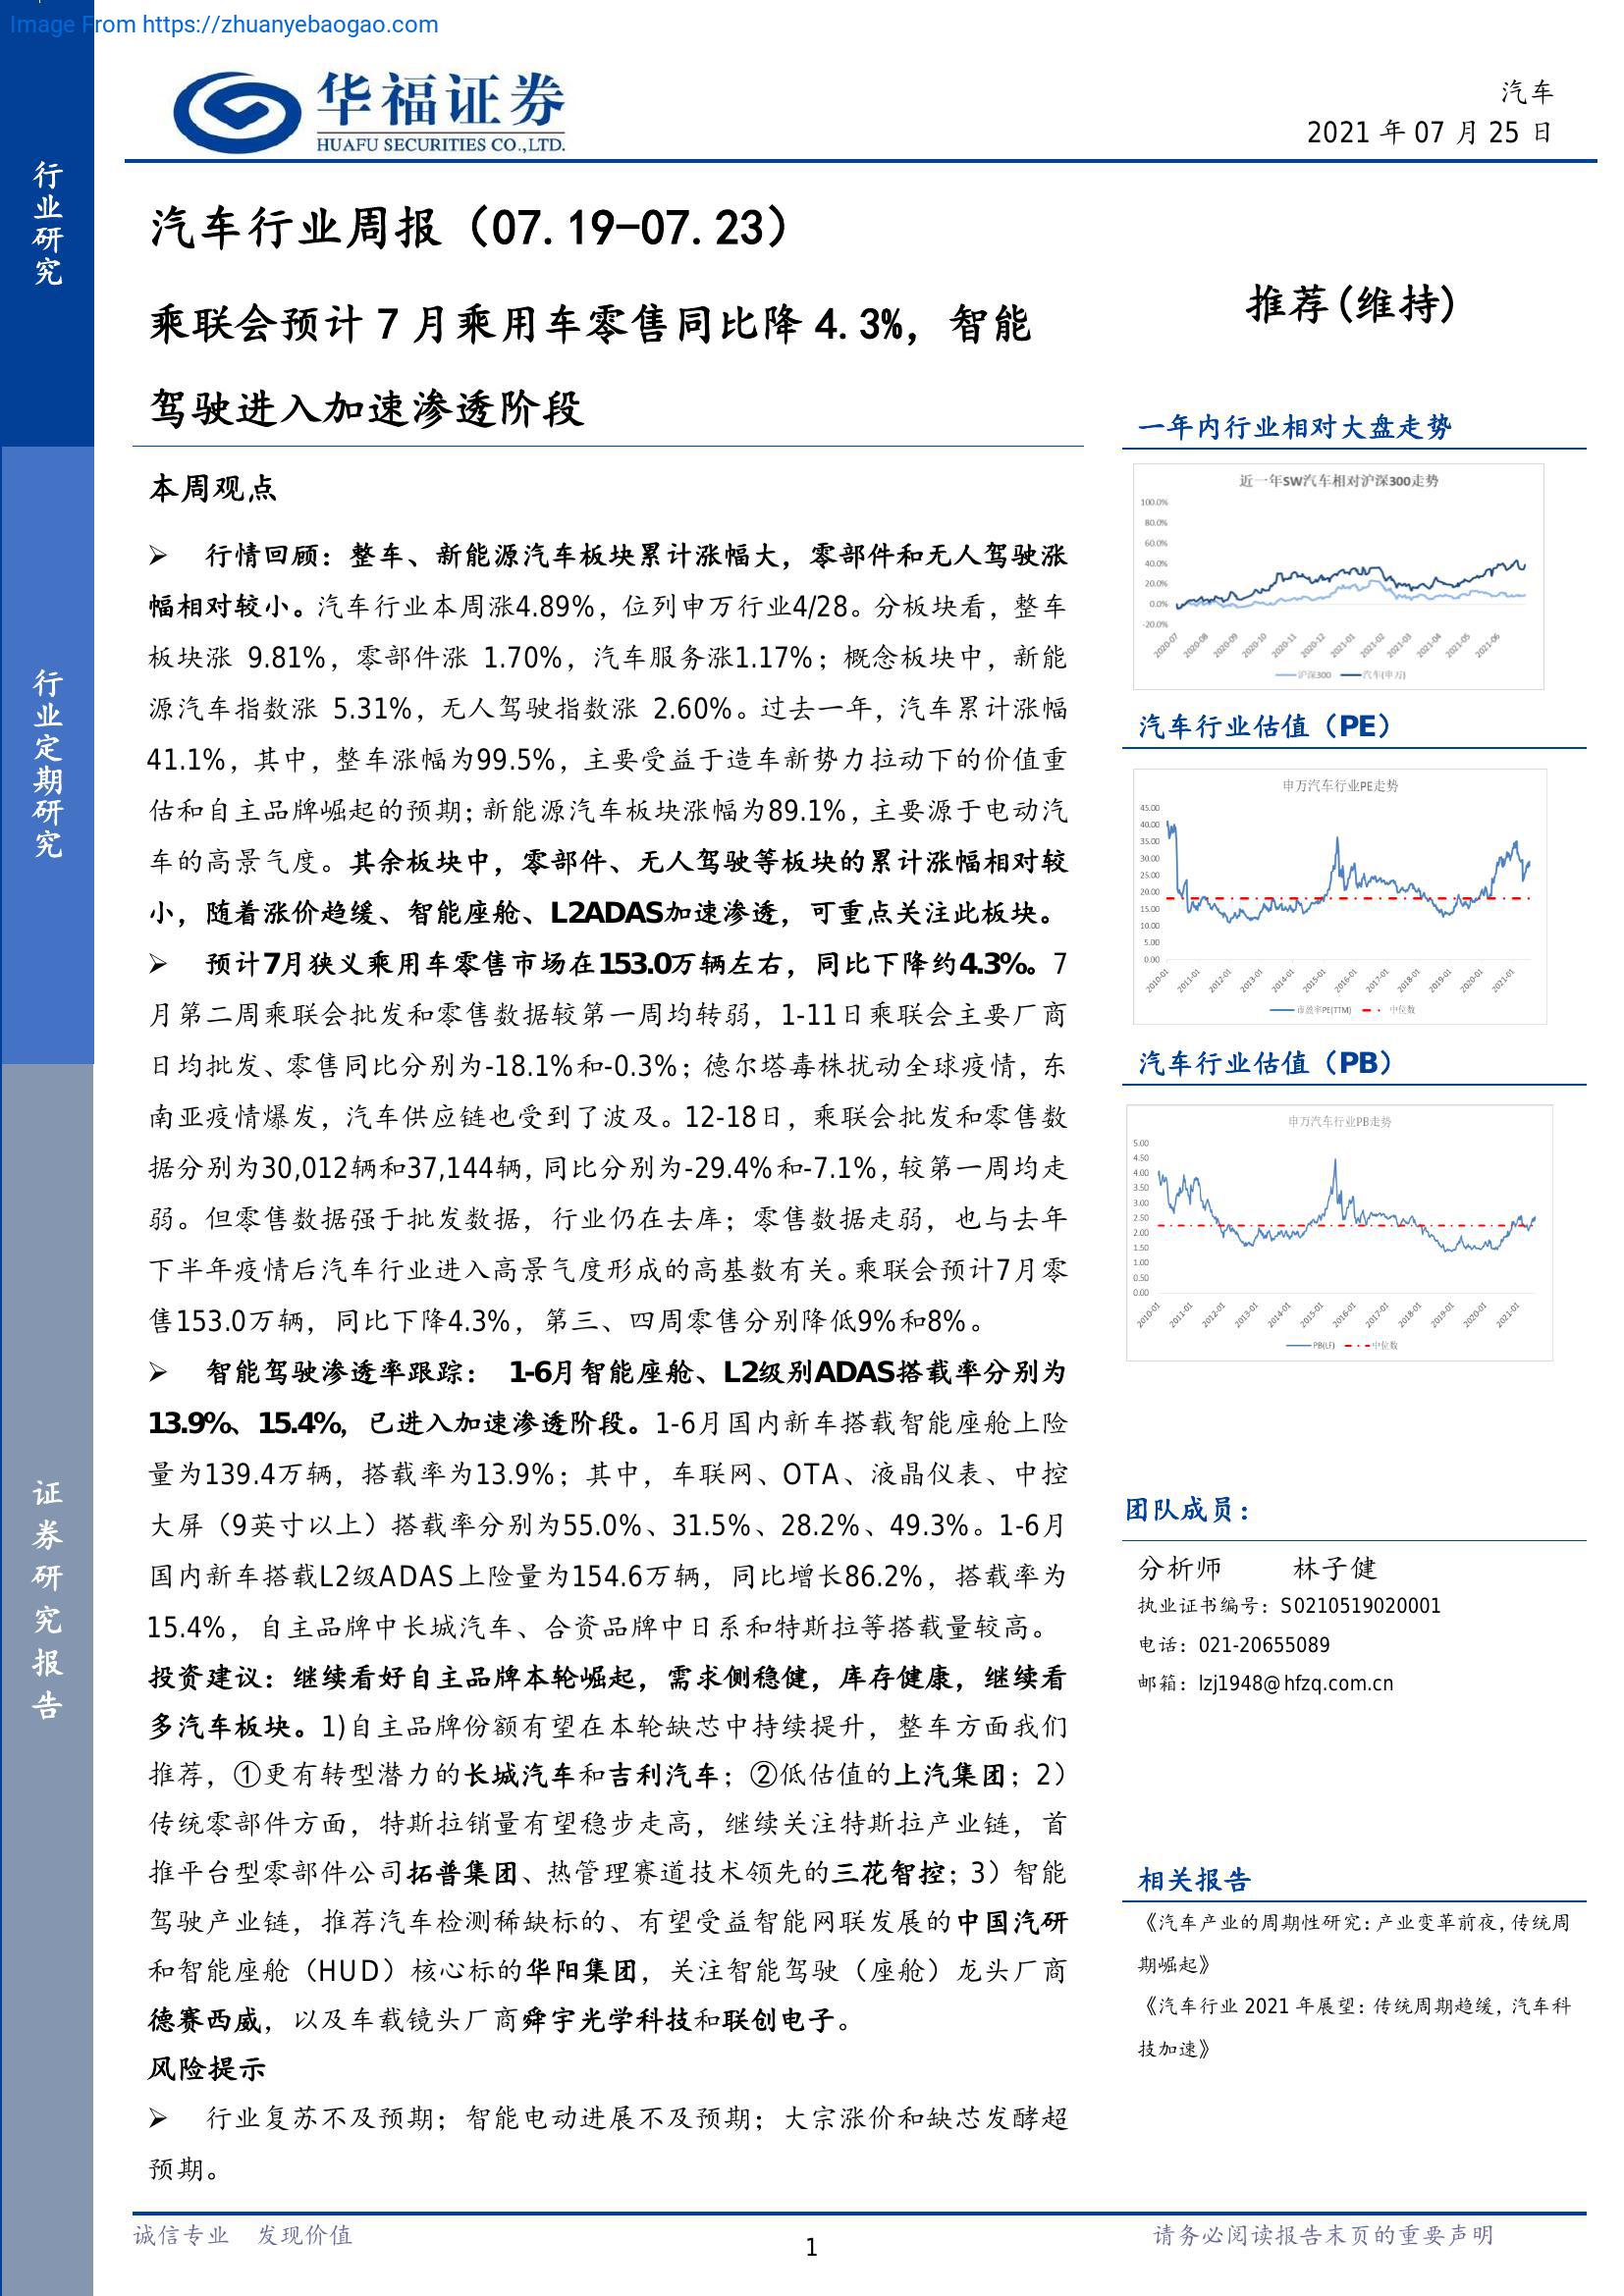 Image From https://zhuanyebaogao.com
华福证券
HUAFU SECURITIES CO.,LTD.
汽车
2021 年 07 月 25 日
行业研究
行业定期研究
证券研究报告
汽车行业周报（07.19-07.23）
乘联会预计 7 月乘用车零售同比降 4.3%，智能
驾驶进入加速渗透阶段
推荐(维持)
本周观点
➢ 行情回顾：整车、新能源汽车板块累计涨幅大，零部件和无人驾驶涨
幅相对较小。汽车行业本周涨4.89%，位列申万行业4/28。分板块看，整车
板块涨 9.81%，零部件涨 1.70%，汽车服务涨1.17%；概念板块中，新能
源汽车指数涨 5.31%，无人驾驶指数涨 2.60%。过去一年，汽车累计涨幅
41.1%，其中，整车涨幅为99.5%，主要受益于造车新势力拉动下的价值重
估和自主品牌崛起的预期；新能源汽车板块涨幅为89.1%，主要源于电动汽
车的高景气度。其余板块中，零部件、无人驾驶等板块的累计涨幅相对较
小，随着涨价趋缓、智能座舱、L2ADAS加速渗透，可重点关注此板块。
➢ 预计7月狭义乘用车零售市场在153.0万辆左右，同比下降约4.3%。7
月第二周乘联会批发和零售数据较第一周均转弱，1-11日乘联会主要厂商
日均批发、零售同比分别为-18.1%和-0.3%；德尔塔毒株扰动全球疫情，东
南亚疫情爆发，汽车供应链也受到了波及。12-18日，乘联会批发和零售数
据分别为30,012辆和37,144辆，同比分别为-29.4%和-7.1%，较第一周均走
弱。但零售数据强于批发数据，行业仍在去库；零售数据走弱，也与去年
下半年疫情后汽车行业进入高景气度形成的高基数有关。乘联会预计7月零
售153.0万辆，同比下降4.3%，第三、四周零售分别降低9%和8%。
➢ 智能驾驶渗透率跟踪： 1-6月智能座舱、L2级别ADAS搭载率分别为
13.9%、15.4%，已进入加速渗透阶段。1-6月国内新车搭载智能座舱上险
量为139.4万辆，搭载率为13.9%；其中，车联网、OTA、液晶仪表、中控
大屏（9英寸以上）搭载率分别为55.0%、31.5%、28.2%、49.3%。1-6月
国内新车搭载L2级ADAS上险量为154.6万辆，同比增长86.2%，搭载率为
15.4%，自主品牌中长城汽车、合资品牌中日系和特斯拉等搭载量较高。
投资建议：继续看好自主品牌本轮崛起，需求侧稳健，库存健康，继续看
多汽车板块。1)自主品牌份额有望在本轮缺芯中持续提升，整车方面我们
推荐，①更有转型潜力的长城汽车和吉利汽车；②低估值的上汽集团；2）
传统零部件方面，特斯拉销量有望稳步走高，继续关注特斯拉产业链，首
推平台型零部件公司拓普集团、热管理赛道技术领先的三花智控；3）智能
驾驶产业链，推荐汽车检测稀缺标的、有望受益智能网联发展的中国汽研
和智能座舱（HUD）核心标的华阳集团，关注智能驾驶（座舱）龙头厂商
德赛西威，以及车载镜头厂商舜宇光学科技和联创电子。
风险提示
➢ 行业复苏不及预期；智能电动进展不及预期；大宗涨价和缺芯发酵超
预期。
一年内行业相对大盘走势
近一年SW汽车相对沪深300走势
100.0%
80.0%
60.0%
40.0%
20.0%
0.0%
-20.0%
2020-07 2020-08 2020-09 2020-10 2020-11 2020-12 2021-01 2021-02 2021-03 2021-04 2021-05 2021-06
沪深300 汽车(申万)
汽车行业估值（PE）
申万汽车行业PE走势
45.00
40.00
35.00
30.00
25.00
20.00
15.00
10.00
5.00
0.00
2010-01 2011-01 2012-01 2013-01 2014-01 2015-01 2016-01 2017-01 2018-01 2019-01 2020-01 2021-01
市盈率PE(TTM) 中位数
汽车行业估值（PB）
申万汽车行业PB走势
5.00
4.50
4.00
3.50
3.00
2.50
2.00
1.50
1.00
0.50
0.00
2010-01 2011-01 2012-01 2013-01 2014-01 2015-01 2016-01 2017-01 2018-01 2019-01 2020-01 2021-01
PB(LF) 中位数
团队成员：
分析师 林子健
执业证书编号：S0210519020001
电话：021-20655089
邮箱：lzj1948@hfzq.com.cn
相关报告
《汽车产业的周期性研究：产业变革前夜，传统周
期崛起》
《汽车行业 2021 年展望：传统周期趋缓，汽车科
技加速》
诚信专业 发现价值
1
请务必阅读报告末页的重要声明